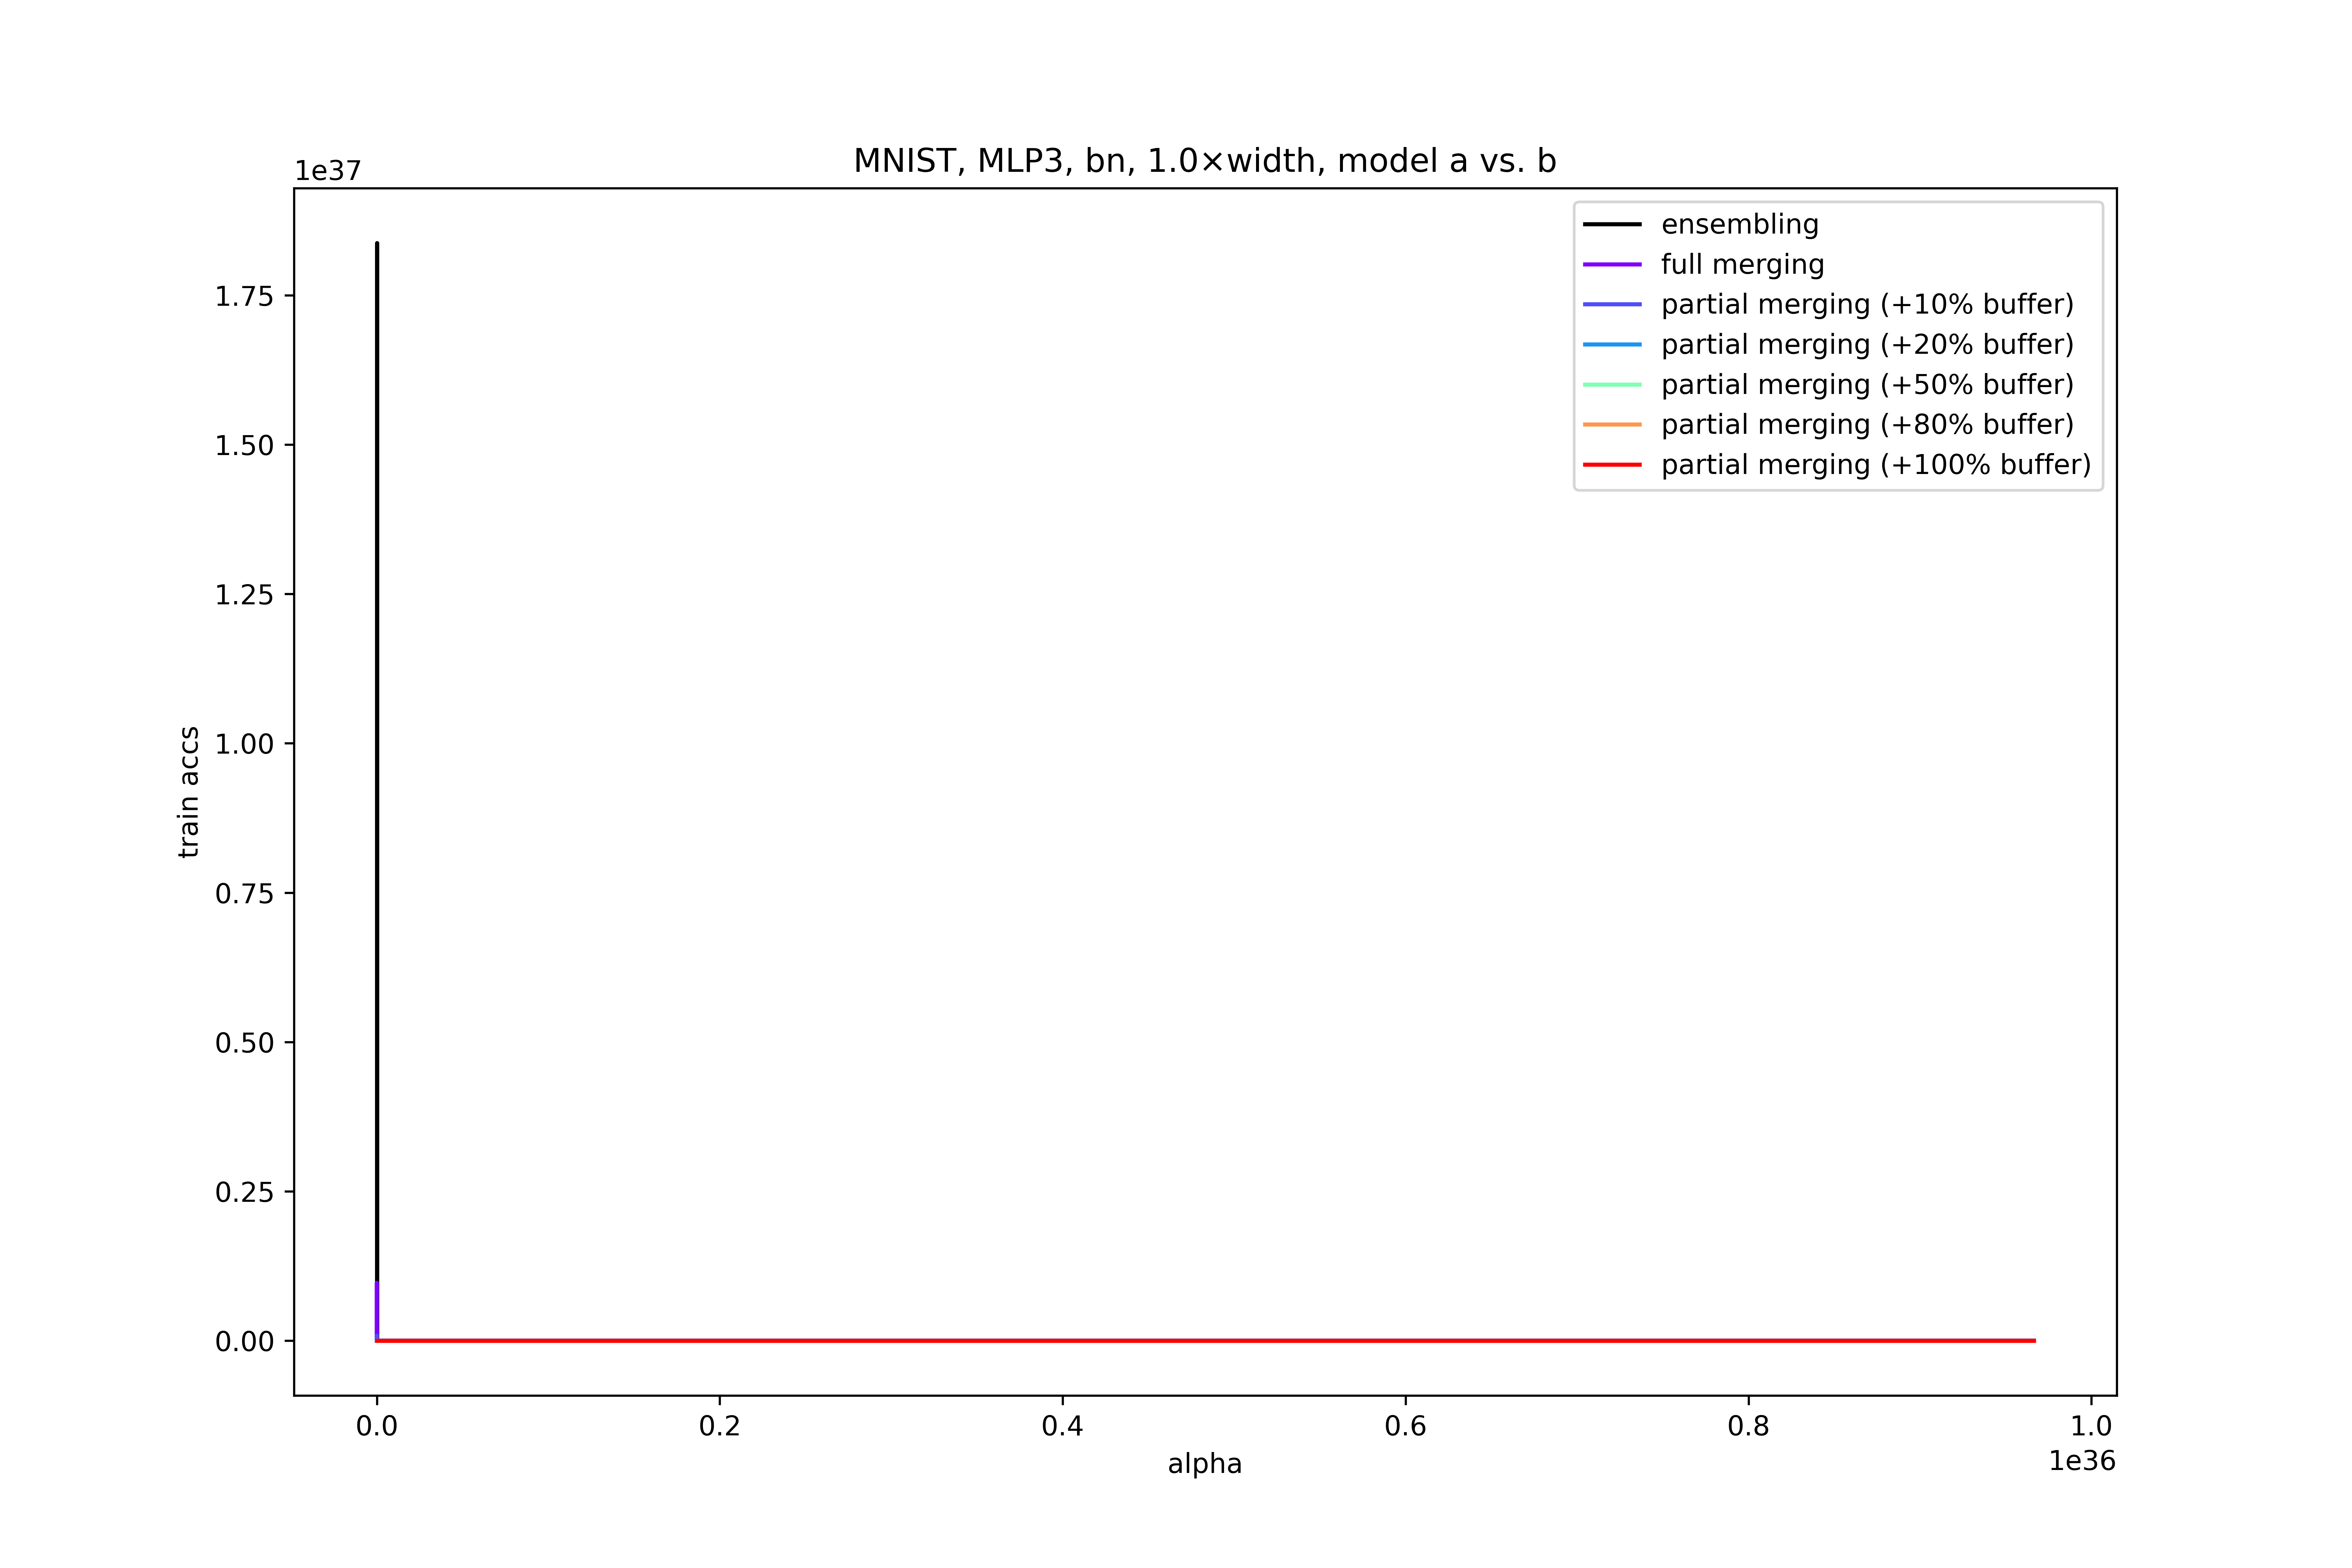 MNIST, MLP3, bn, 1.0×width, model a vs. b
1e37
ensembling
full merging
partial merging (+10% buffer)
partial merging (+20% buffer)
partial merging (+50% buffer)
partial merging (+80% buffer)
partial merging (+100% buffer)
1.75
1.50
1.25
1.00
0.75
0.50
0.25
0.00
train accs
0.0 0.2 0.4 0.6 0.8 1.0
1e36
alpha